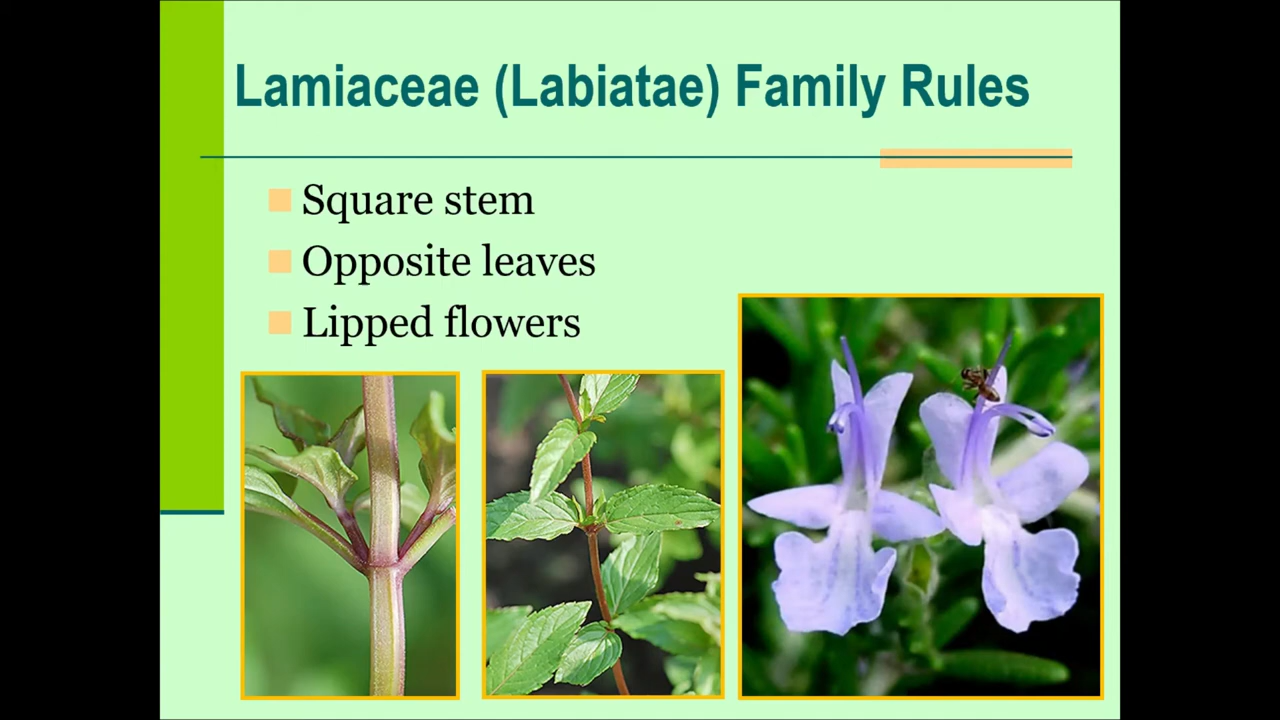 Lamiaceae (Labiatae) Family Rules
Square stem
Opposite leaves
Lipped flowers